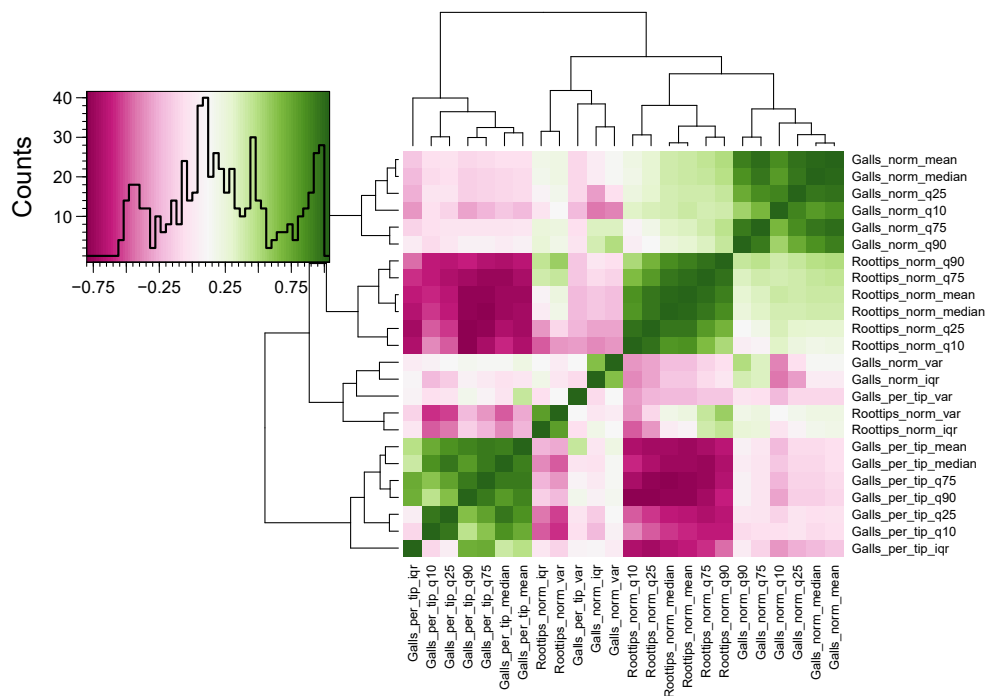 Counts
40
30
20
10
−0.75
−0.25
0.25
0.75
Galls_norm_mean
Galls_norm_median
Galls_norm_q25
Galls_norm_q10
Galls_norm_q75
Galls_norm_q90
Roottips_norm_q90
Roottips_norm_q75
Roottips_norm_mean
Roottips_norm_median
Roottips_norm_q25
Roottips_norm_q10
Galls_norm_var
Galls_norm_iqr
Galls_per_tip_var
Roottips_norm_var
Roottips_norm_iqr
Galls_per_tip_mean
Galls_per_tip_median
Galls_per_tip_q75
Galls_per_tip_q90
Galls_per_tip_q25
Galls_per_tip_q10
Galls_per_tip_iqr
Galls_per_tip_iqr
Galls_per_tip_q10
Galls_per_tip_q25
Galls_per_tip_q90
Galls_per_tip_q75
Galls_per_tip_median
Galls_per_tip_mean
Roottips_norm_iqr
Roottips_norm_var
Galls_per_tip_var
Galls_norm_iqr
Galls_norm_var
Roottips_norm_q10
Roottips_norm_q25
Roottips_norm_median
Roottips_norm_mean
Roottips_norm_q75
Roottips_norm_q90
Galls_norm_q90
Galls_norm_q75
Galls_norm_q10
Galls_norm_q25
Galls_norm_median
Galls_norm_mean